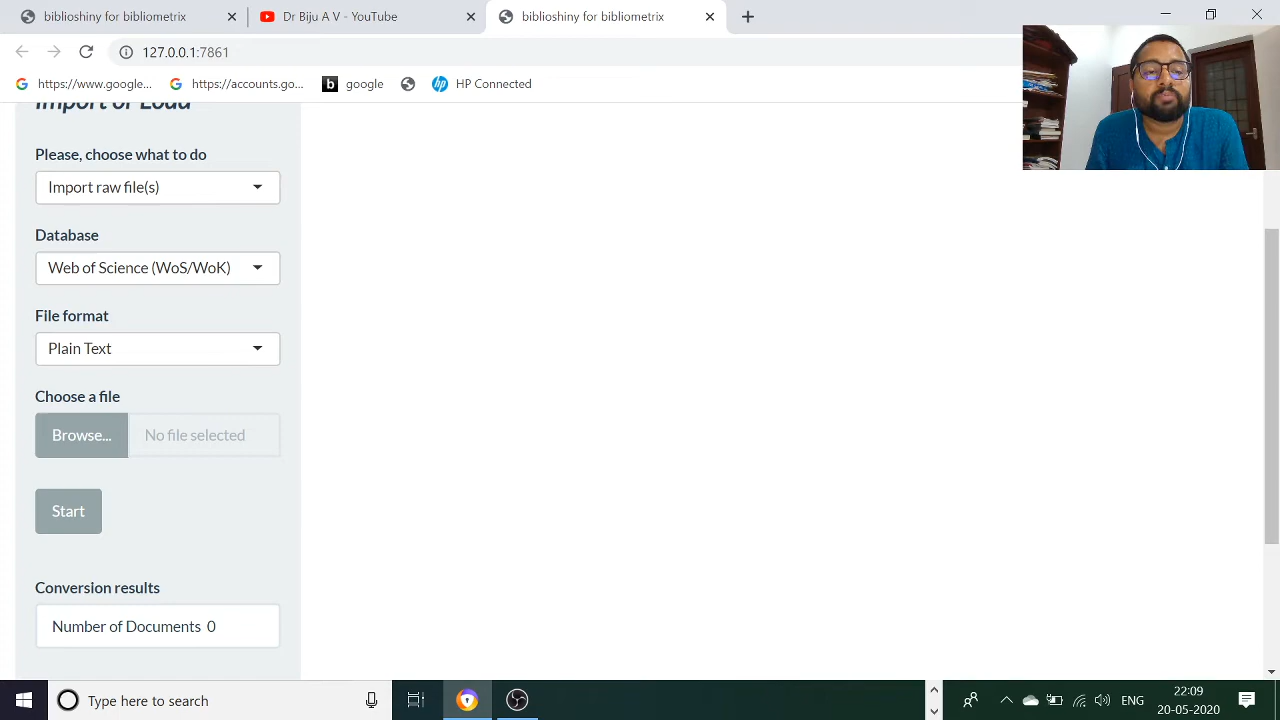 biblioshiny for bibliometrix
Dr Biju A V - YouTube
biblioshiny for bibliometrix
127.0.0.1:7861
https://www.google...
https://accounts.go...
google
HP Connected
Import or Load
Please, choose what to do
Import raw file(s)
Database
Web of Science (WoS/WoK)
File format
Plain Text
Choose a file
Browse...
No file selected
Start
Conversion results
Number of Documents 0
Type here to search
ENG
22:09
20-05-2020